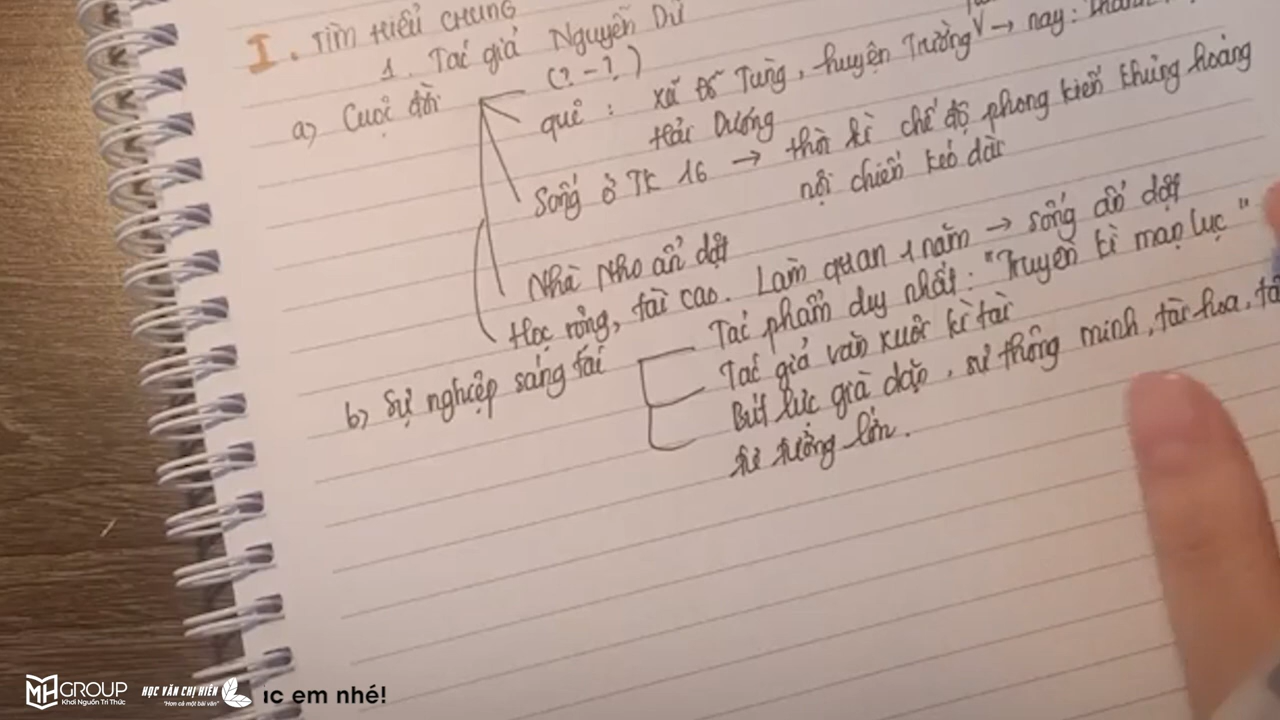 I. TÌM HIỂU CHUNG
1. Tác giả Nguyễn Dữ
a) Cuộc đời
(? - ?)
quê : xã Đỗ Tùng, huyện Trường → nay :
Hải Dương
Sống ở TK 16 → thời kì chế độ phong kiến khủng hoảng
nội chiến kéo dài
Nhà Nho ẩn dật
Học rộng, tài cao. Làm quan 1 năm → sống ẩn dật
b) Sự nghiệp sáng tác
Tác phẩm duy nhất : "Truyền kì mạn lục"
Tác giả văn xuôi kì tài
Bút lực già dặn, sự thông minh, tài hoa,
tư tưởng lớn.
MH GROUP
Khơi Nguồn Tri Thức
HỌC VĂN CHỊ HIÊN
"Hơn cả một bài văn"
ục em nhé!